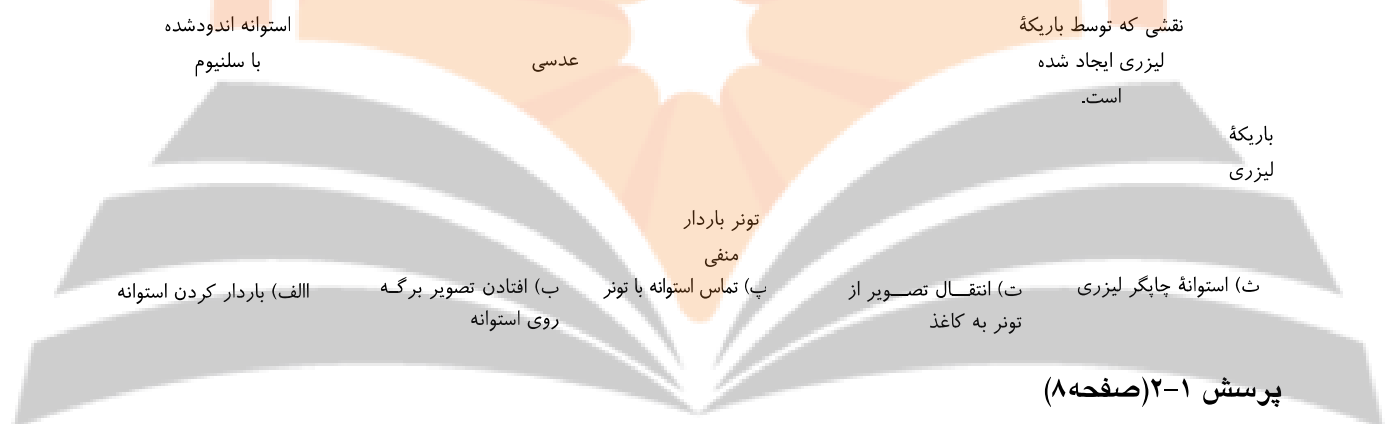 نقشی که توسط باریکهٔ
لیزری ایجاد شده
است.
عدسی
استوانه اندودشده
با سلنیوم
باریکهٔ
لیزری
تونر باردار
منفی
ث) استوانهٔ چاپگر لیزری
ت) انتقـــال تصـــویر از
تونر به کاغذ
پ) تماس استوانه با تونر
ب) افتادن تصویر برگـه
روی استوانه
االف) باردار کردن استوانه
پرسش ۱-۲(صفحه۸)